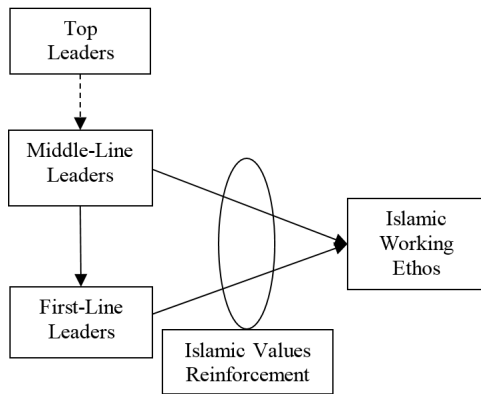 Top
Leaders
Middle-Line
Leaders
Islamic
Working
Ethos
First-Line
Leaders
Islamic Values
Reinforcement